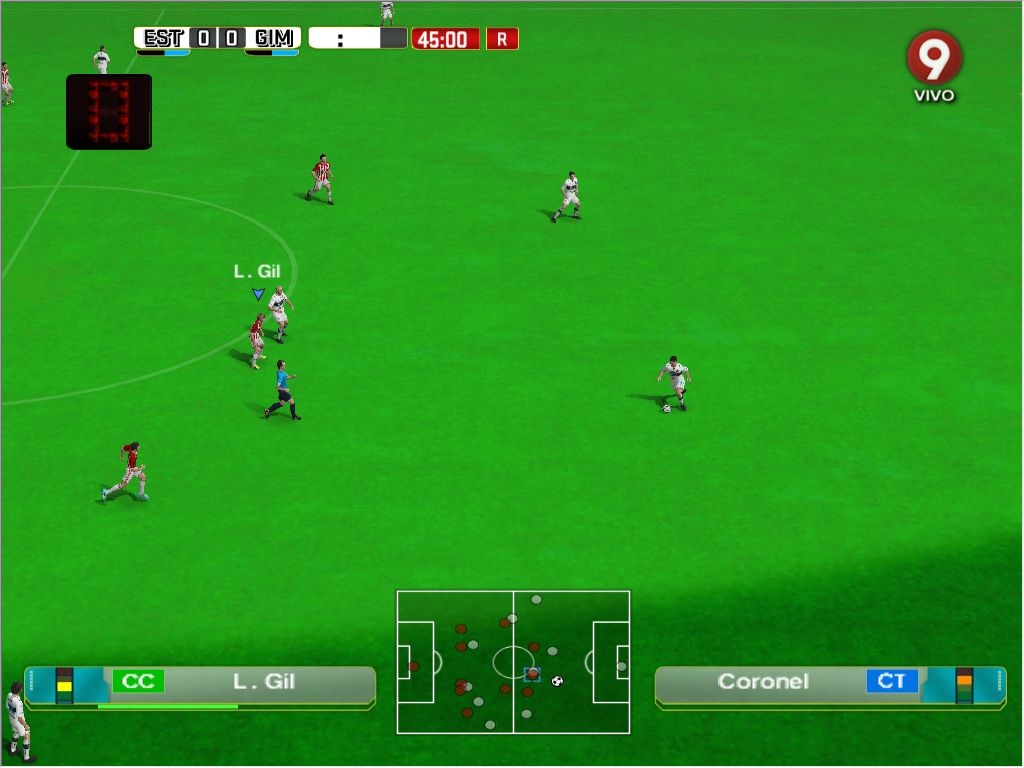 EST 0 0 GIM : 45:00 R
9
VIVO
L. Gil
CC L. Gil
Coronel CT